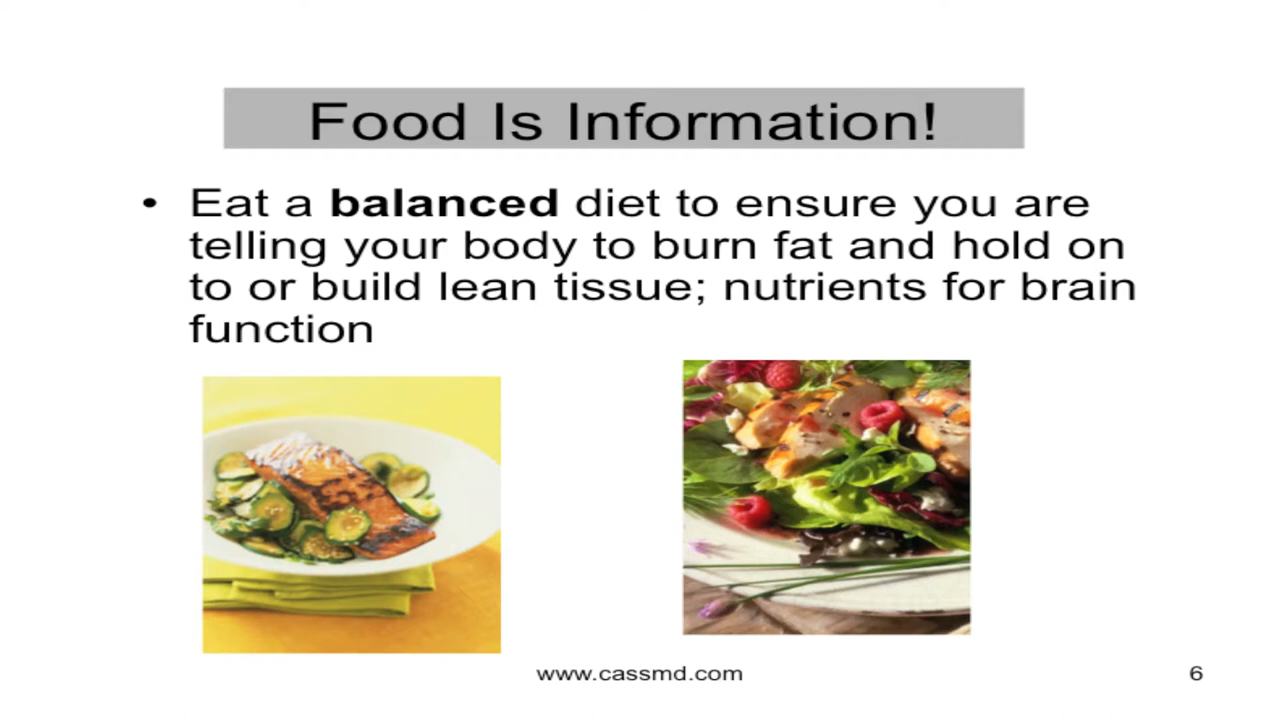 Food Is Information!
• Eat a balanced diet to ensure you are
telling your body to burn fat and hold on
to or build lean tissue; nutrients for brain
function
www.cassmd.com
6